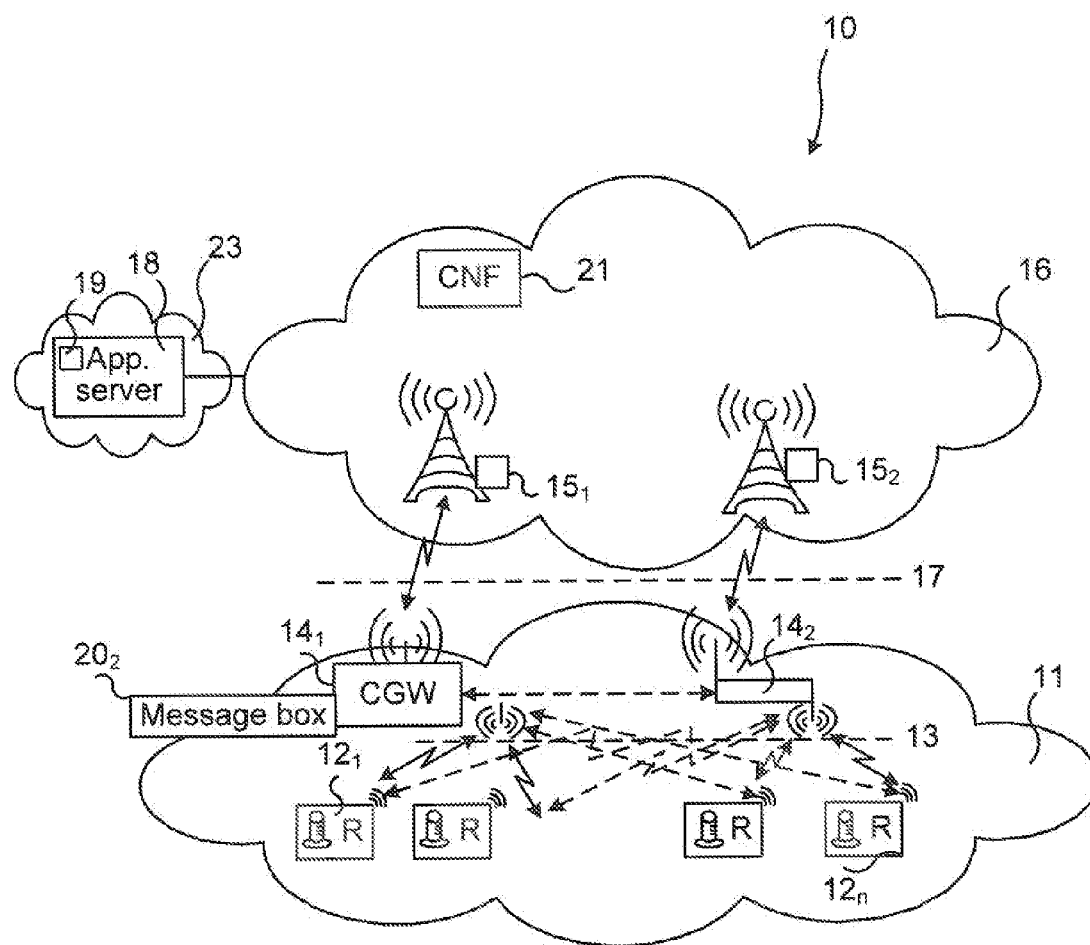 10
23
18
19
App.
server
CNF
21
16
15₁
15₂
17
14₁
14₂
20₂
CGW
Message box
11
13
12₁
R
R
R
R
12ₙ